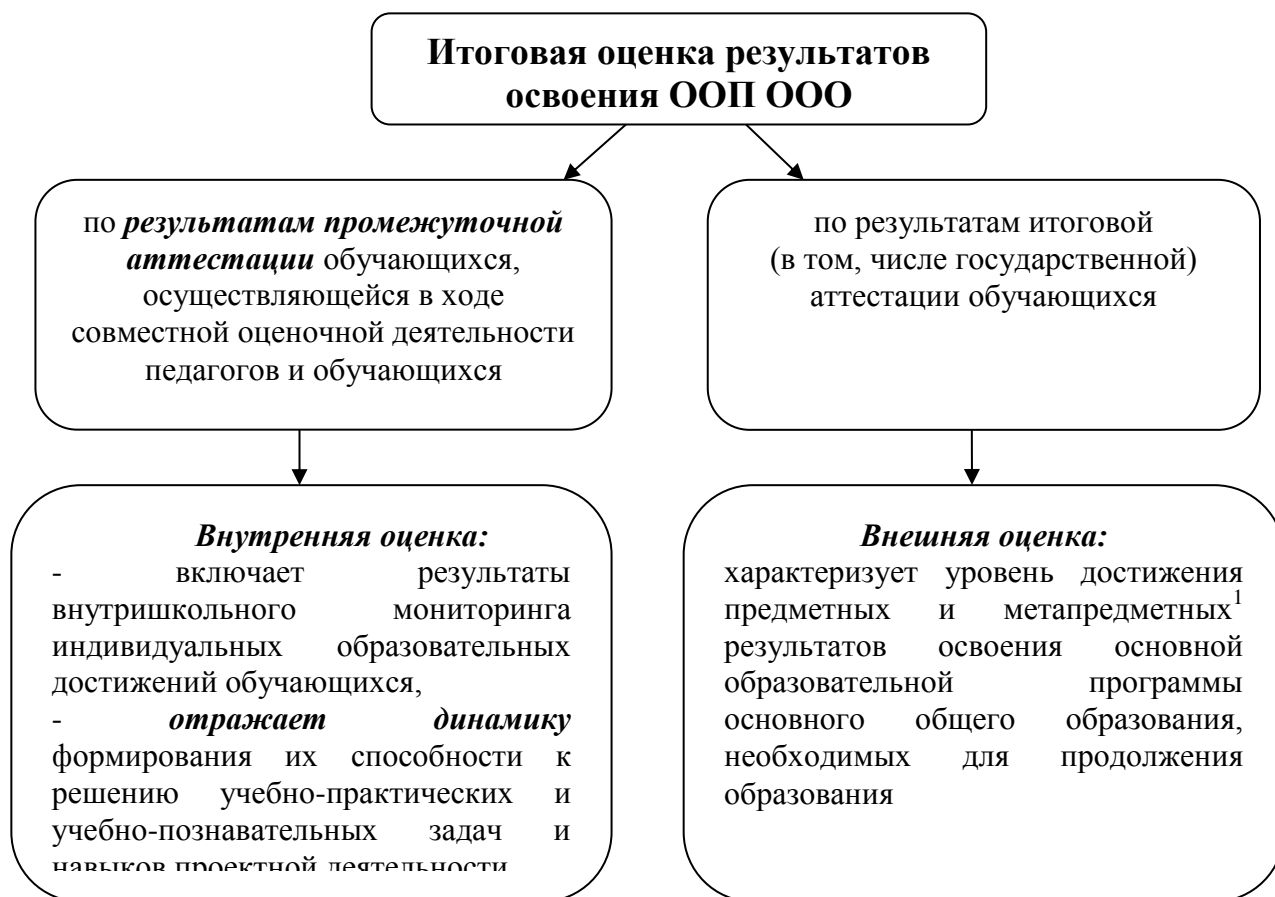 Итоговая оценка результатов
освоения ООП ООО
по результатам промежуточной
аттестации обучающихся,
осуществляющейся в ходе
совместной оценочной деятельности
педагогов и обучающихся
по результатам итоговой
(в том, числе государственной)
аттестации обучающихся
Внутренняя оценка:
- включает результаты
внутришкольного мониторинга
индивидуальных образовательных
достижений обучающихся,
- отражает динамику
формирования их способности к
решению учебно-практических и
учебно-познавательных задач и
навыков проектной деятельности
Внешняя оценка:
характеризует уровень достижения
предметных и метапредметных¹
результатов освоения основной
образовательной программы
основного общего образования,
необходимых для продолжения
образования